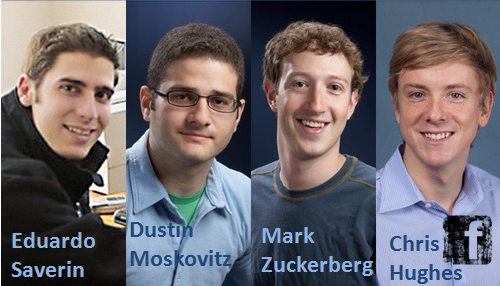 Eduardo
Saverin
Dustin
Moskovitz
Mark
Zuckerberg
Chris
Hughes
f